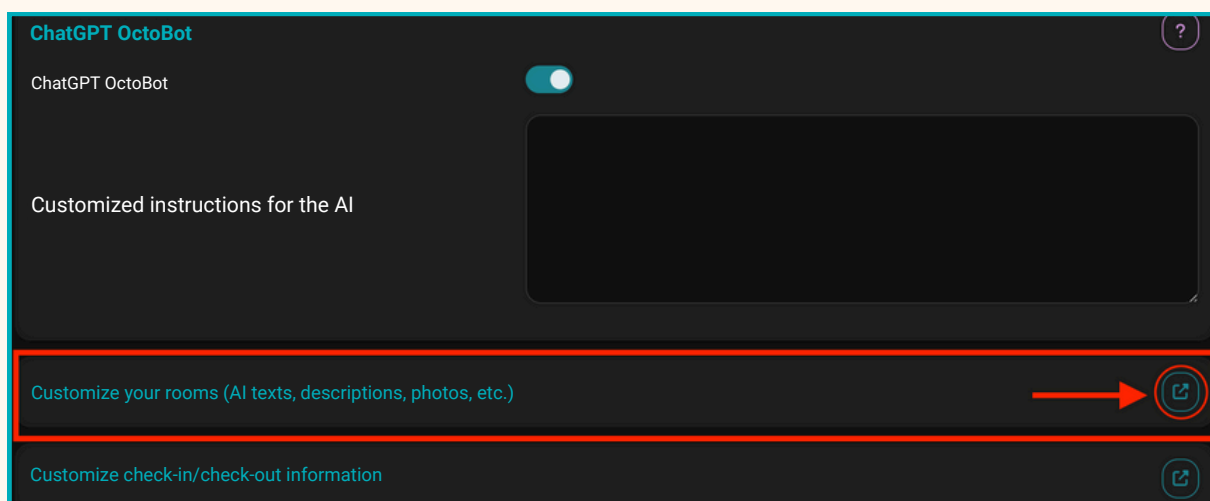 ChatGPT OctoBot
?
ChatGPT OctoBot
Customized instructions for the AI
Customize your rooms (AI texts, descriptions, photos, etc.)
Customize check-in/check-out information